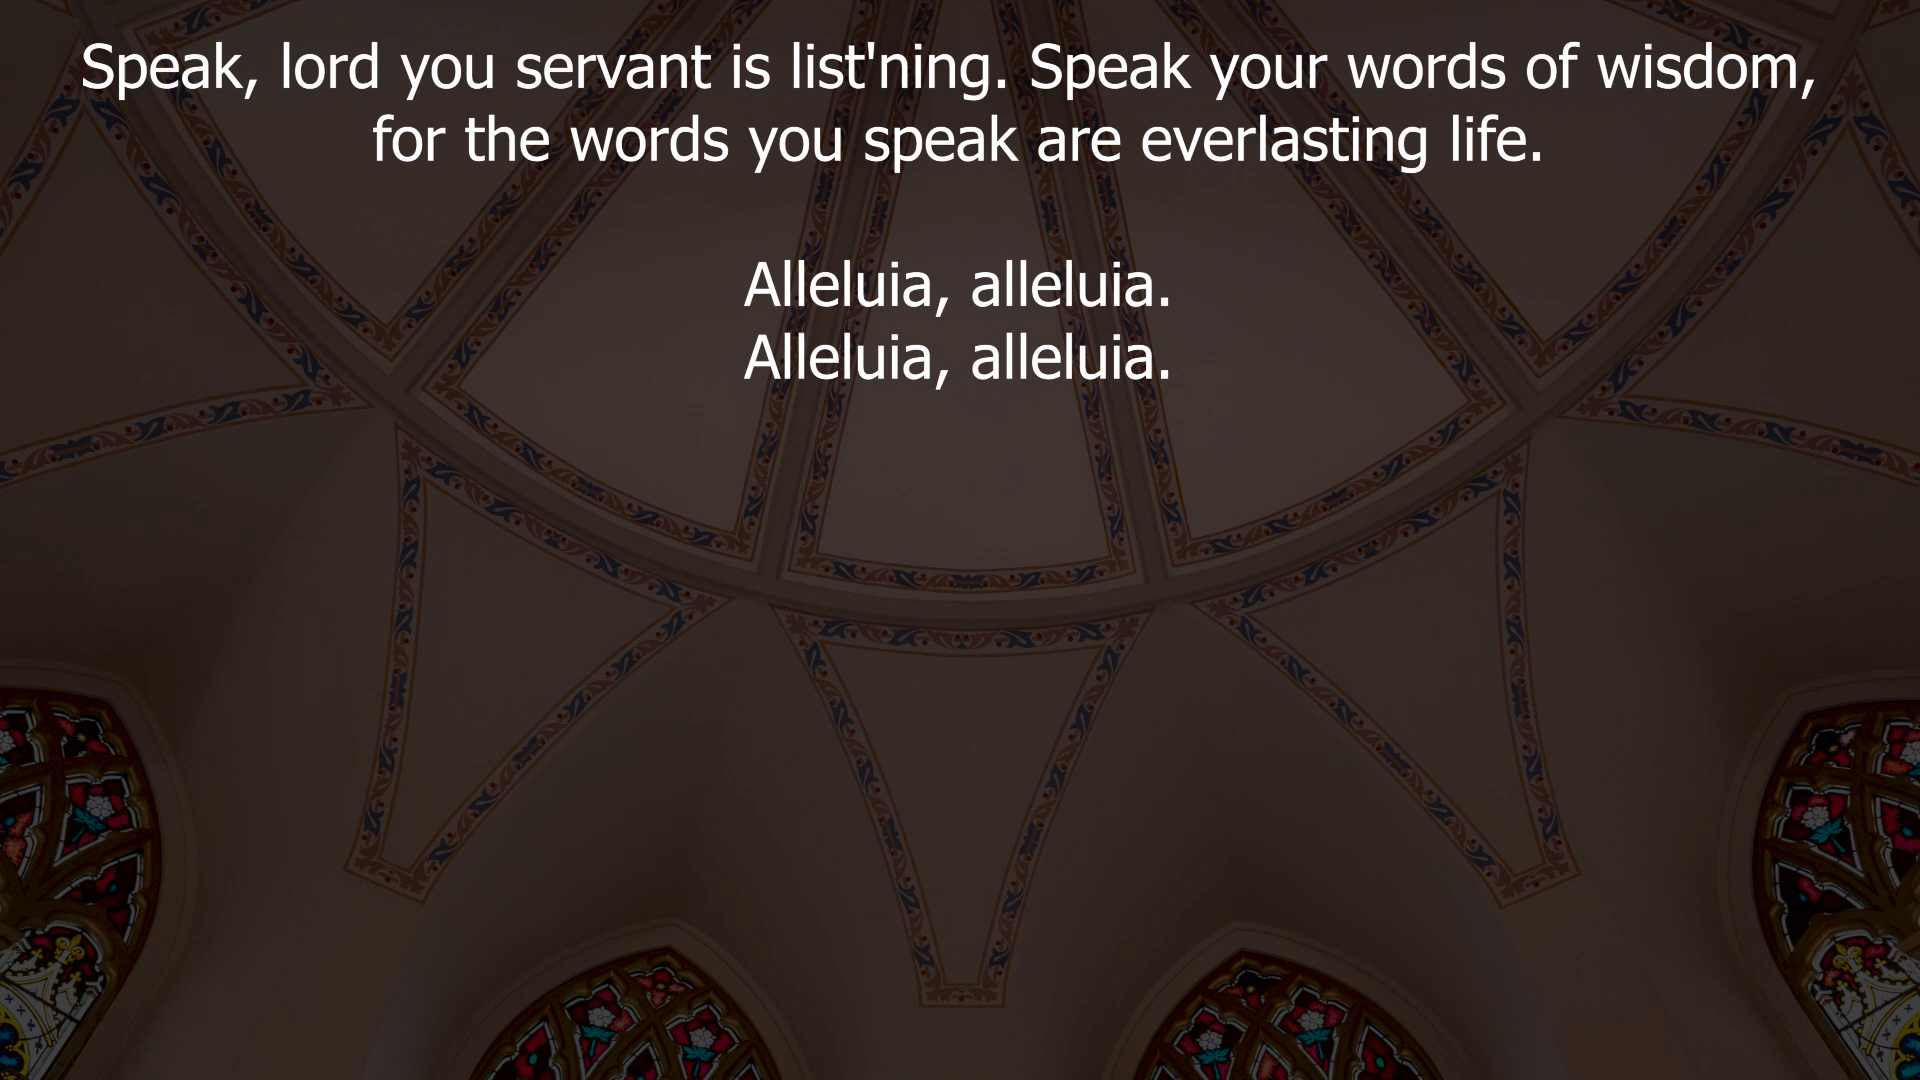 Speak, lord you servant is list'ning. Speak your words of wisdom,
for the words you speak are everlasting life.
Alleluia, alleluia.
Alleluia, alleluia.